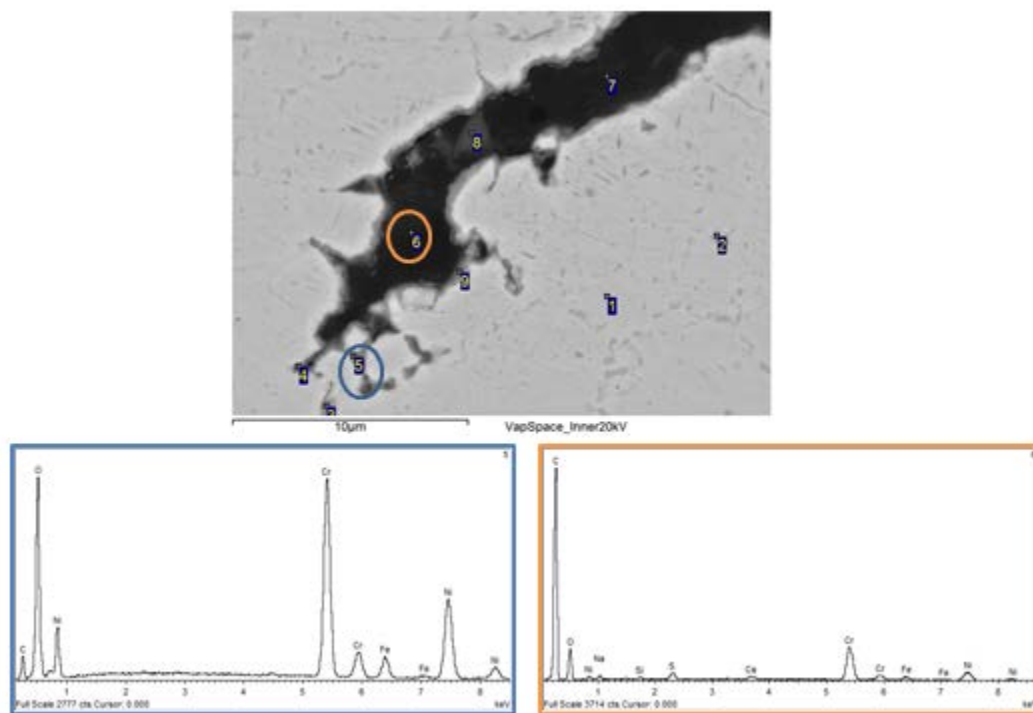 7
8
6
2
9
1
5
4
10µm VapSpace_Inner20kV
5
O
Cr
Ni
Ni
C
Cr
Fe
Fe
Ni
1 2 3 4 5 6 7 8
Full Scale 2777 cts Cursor: 0.000 keV
C
O
Ni
Na
Si
S
Ca
Cr
Cr
Fe
Fe
Ni
Ni
1 2 3 4 5 6 7 8
Full Scale 3714 cts Cursor: 0.000 keV